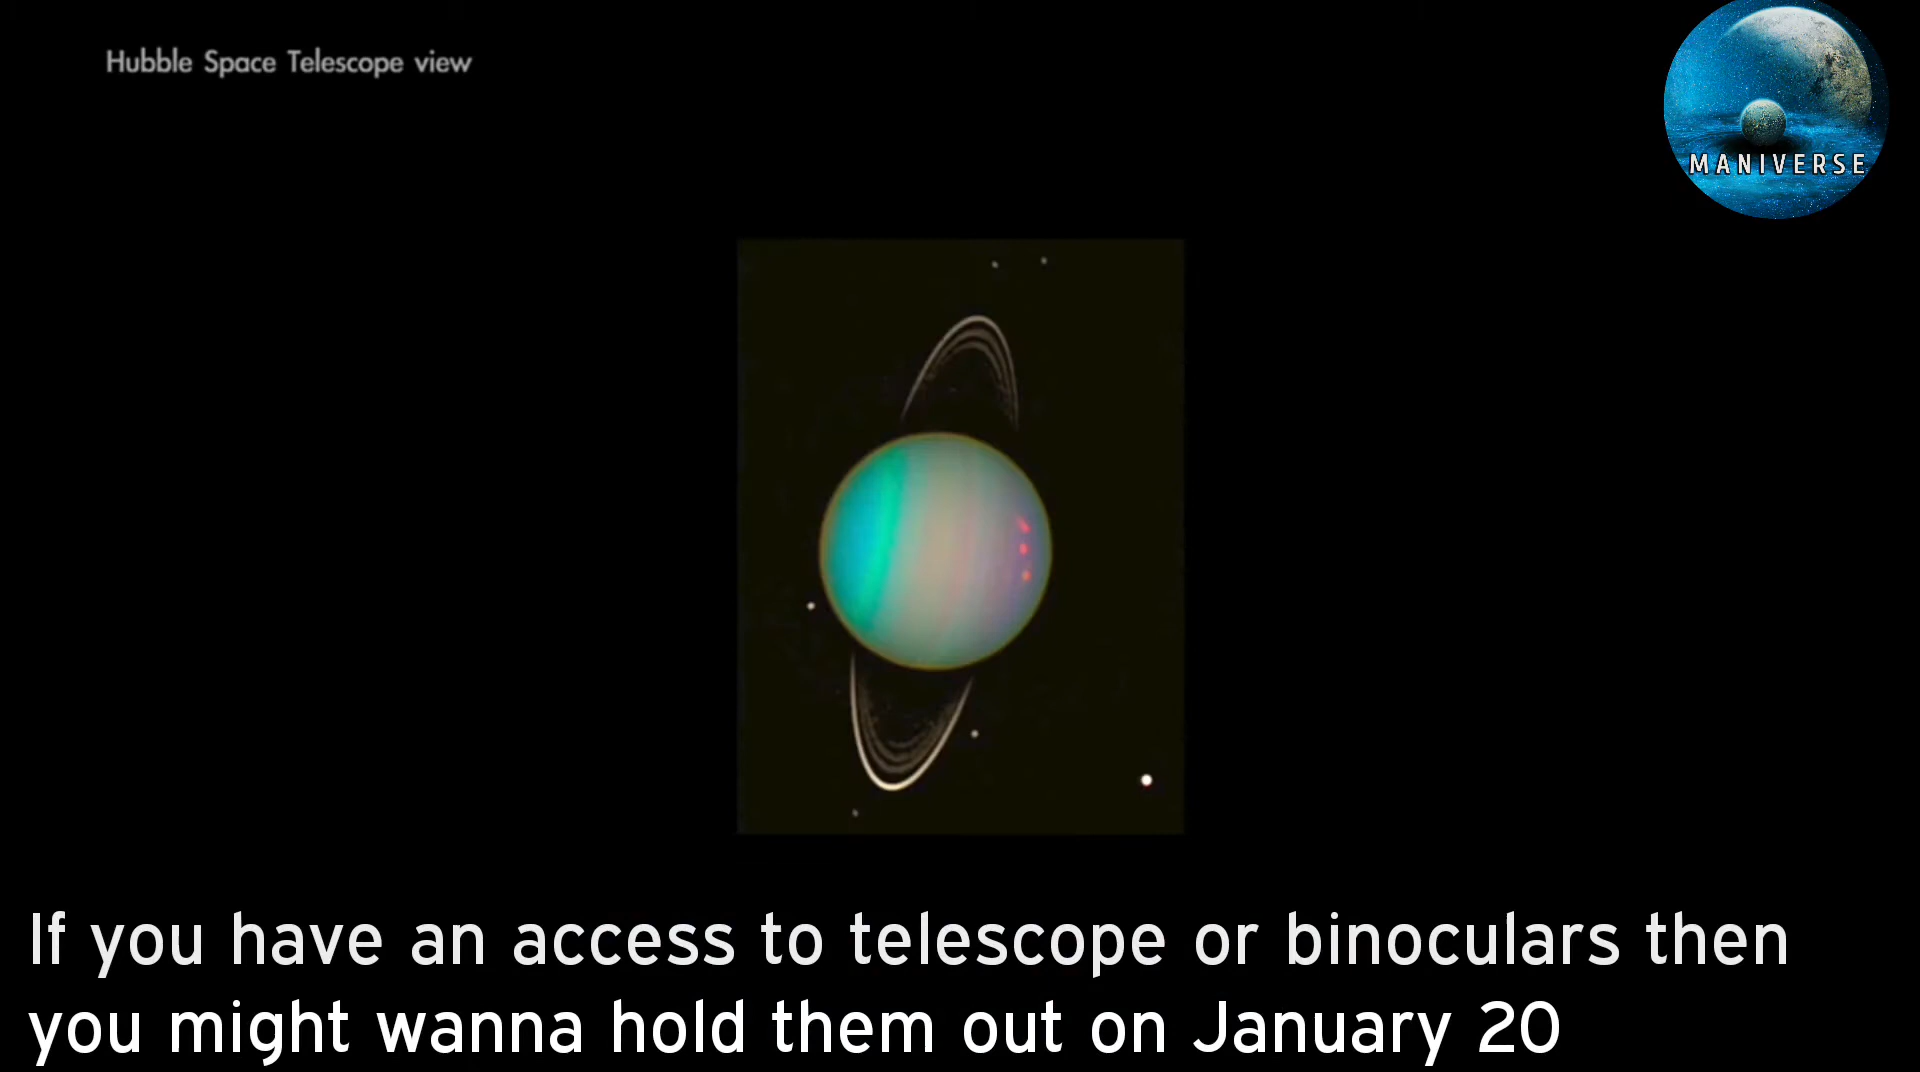 Hubble Space Telescope view
MANIVERSE
If you have an access to telescope or binoculars then
you might wanna hold them out on January 20